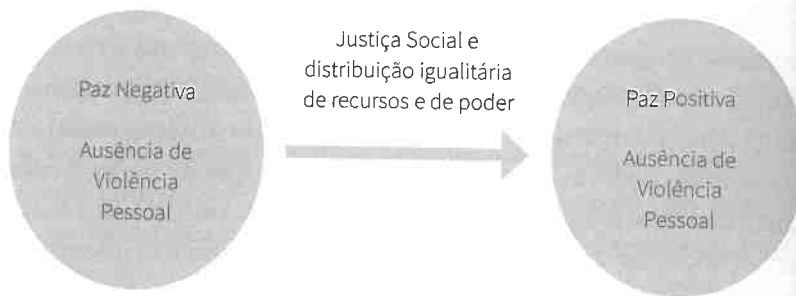 Paz Negativa
Ausência de
Violência
Pessoal
Justiça Social e
distribuição igualitária
de recursos e de poder
Paz Positiva
Ausência de
Violência
Pessoal